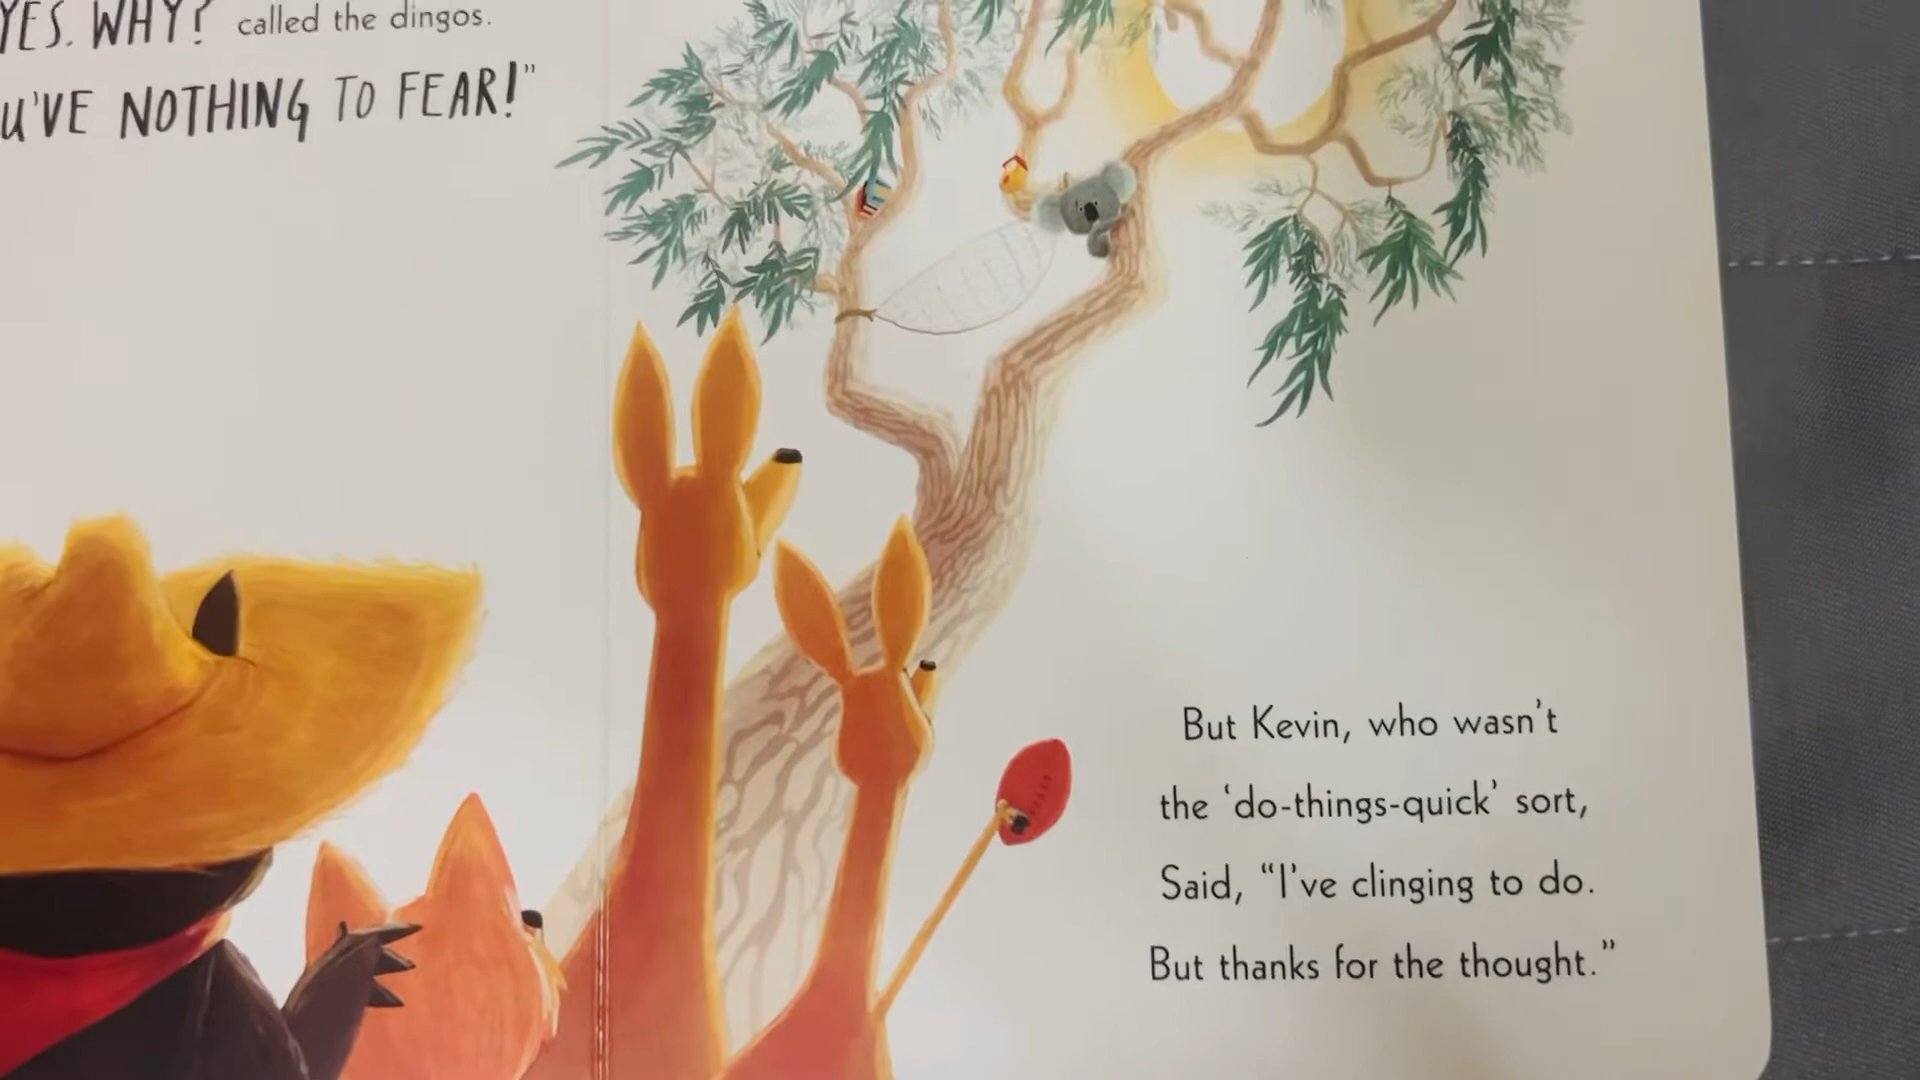 YES. WHY? called the dingos.
U'VE NOTHING TO FEAR!”
But Kevin, who wasn't
the ‘do-things-quick’ sort,
Said, “I've clinging to do.
But thanks for the thought.”